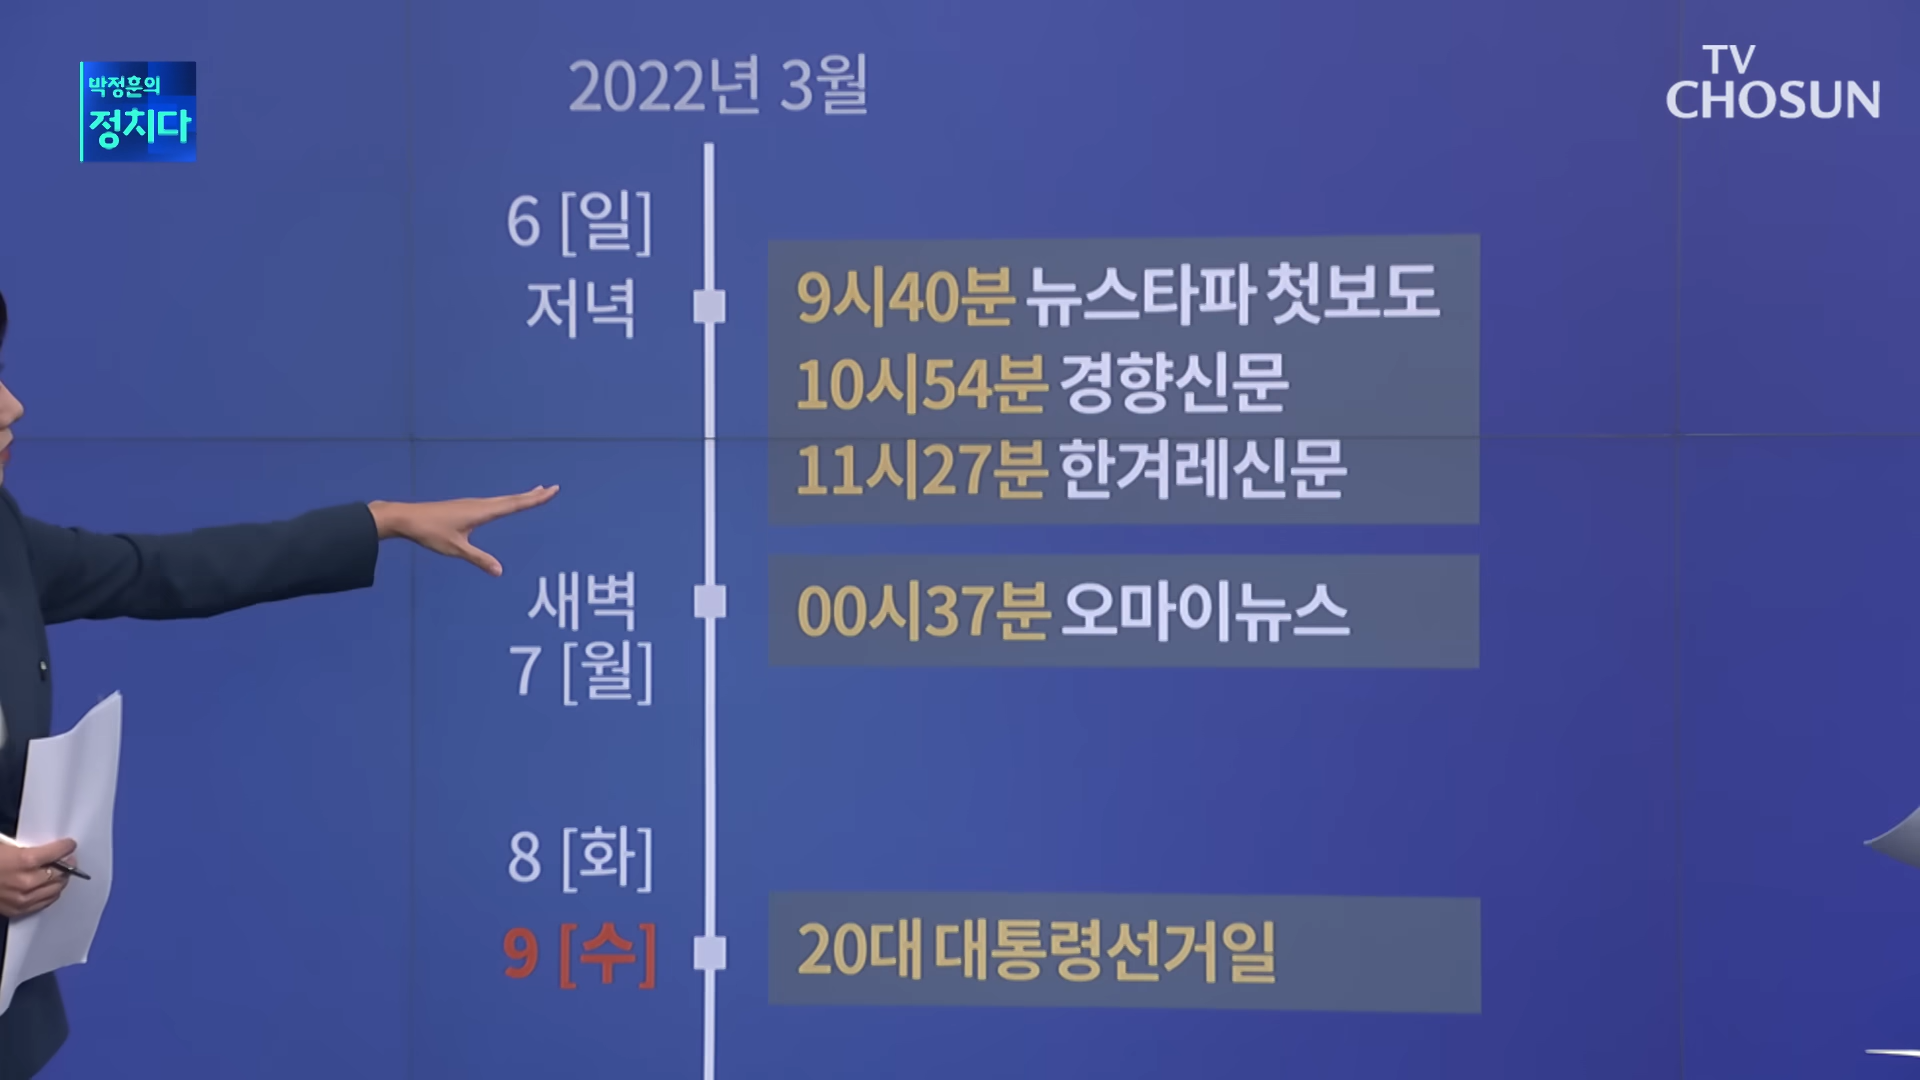 박정훈의
정치다
TV
CHOSUN
2022년 3월
6 [일]
저녁
9시40분 뉴스타파 첫보도
10시54분 경향신문
11시27분 한겨레신문
새벽
7 [월]
00시37분 오마이뉴스
8 [화]
9 [수]
20대 대통령선거일